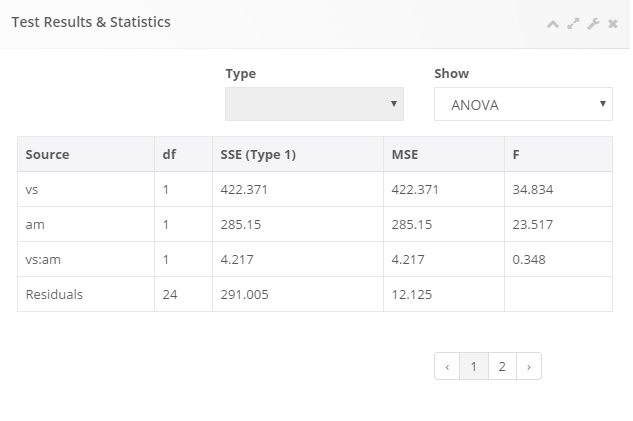 Test Results & Statistics
Type Show
ANOVA
Source df SSE (Type 1) MSE F
vs 1 422.371 422.371 34.834
am 1 285.15 285.15 23.517
vs:am 1 4.217 4.217 0.348
Residuals 24 291.005 12.125
‹ 1 2 ›